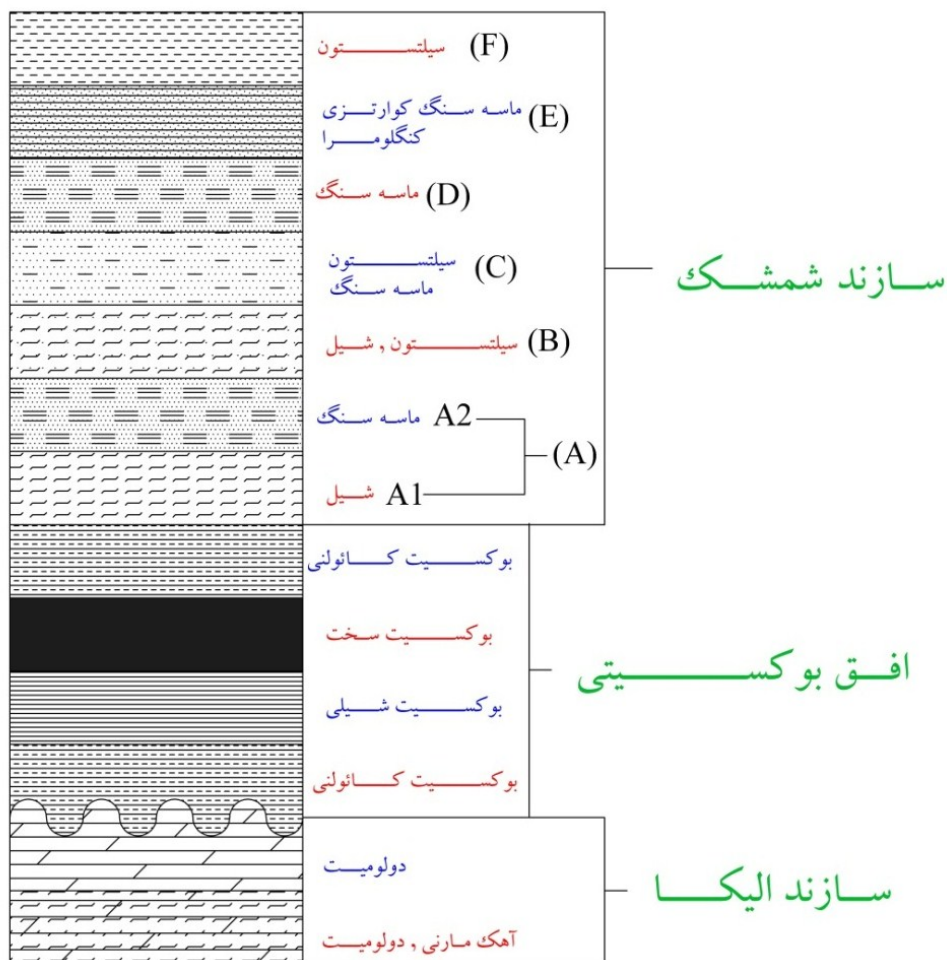 سیلتستون (F)
ماسه سنگ کوارتزی (E)
کنگلومرا
ماسه سنگ (D)
سیلتستون (C)
ماسه سنگ
سازند شمشک
سیلتستون , شیل (B)
ماسه سنگ A2
(A)
شیل A1
بوکسیت کائولنی
بوکسیت سخت
افق بوکسیتی
بوکسیت شیلی
بوکسیت کائولنی
دولومیت
سازند الیکا
آهک مارنی , دولومیت